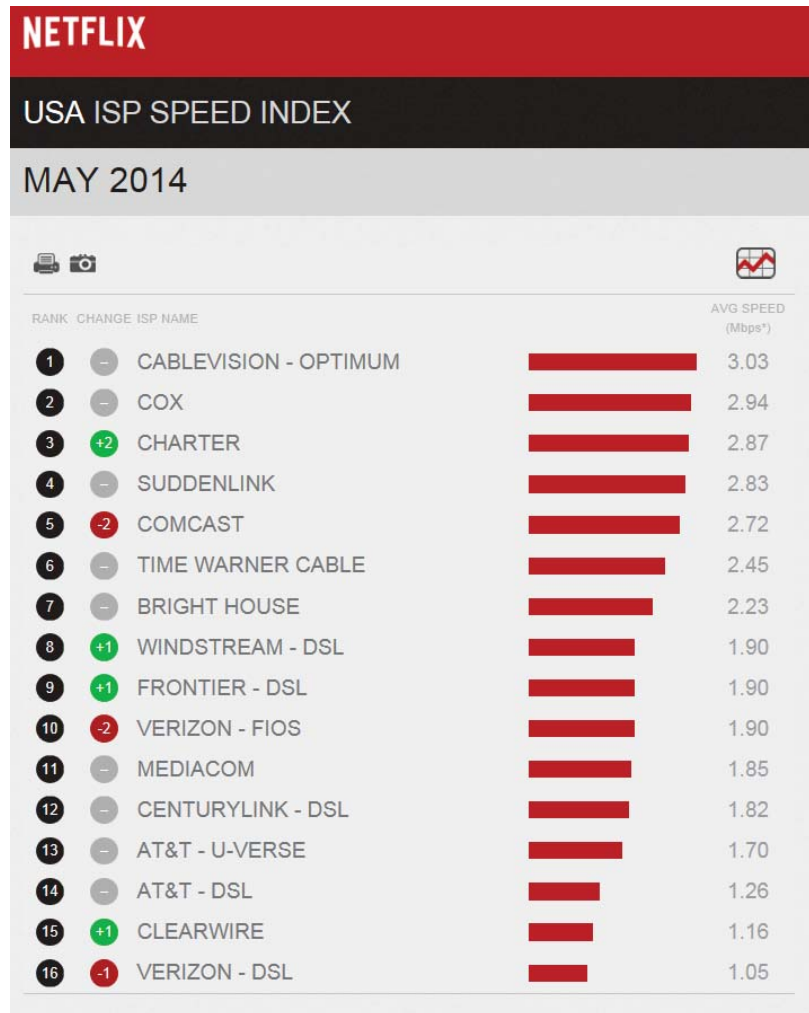 NETFLIX
USA ISP SPEED INDEX
MAY 2014
RANK CHANGE ISP NAME AVG SPEED
(Mbps*)
1 – CABLEVISION - OPTIMUM 3.03
2 – COX 2.94
3 +2 CHARTER 2.87
4 – SUDDENLINK 2.83
5 -2 COMCAST 2.72
6 – TIME WARNER CABLE 2.45
7 – BRIGHT HOUSE 2.23
8 +1 WINDSTREAM - DSL 1.90
9 +1 FRONTIER - DSL 1.90
10 -2 VERIZON - FIOS 1.90
11 – MEDIACOM 1.85
12 – CENTURYLINK - DSL 1.82
13 – AT&T - U-VERSE 1.70
14 – AT&T - DSL 1.26
15 +1 CLEARWIRE 1.16
16 -1 VERIZON - DSL 1.05